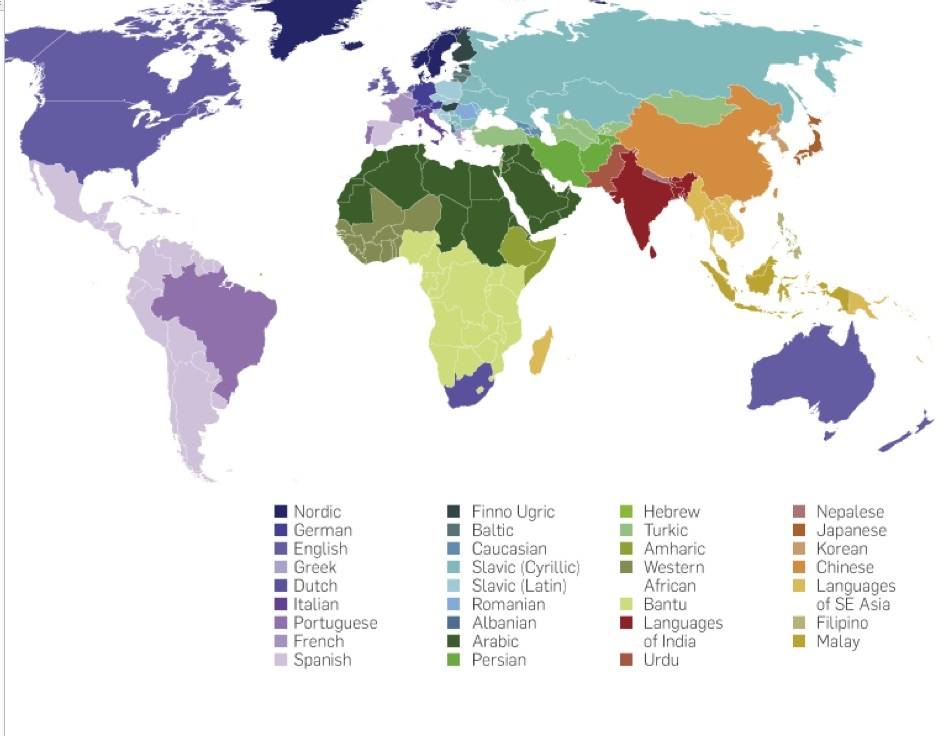 Nordic
German
English
Greek
Dutch
Italian
Portuguese
French
Spanish
Finno Ugric
Baltic
Caucasian
Slavic (Cyrillic)
Slavic (Latin)
Romanian
Albanian
Arabic
Persian
Hebrew
Turkic
Amharic
Western
African
Bantu
Languages
of India
Urdu
Nepalese
Japanese
Korean
Chinese
Languages
of SE Asia
Filipino
Malay